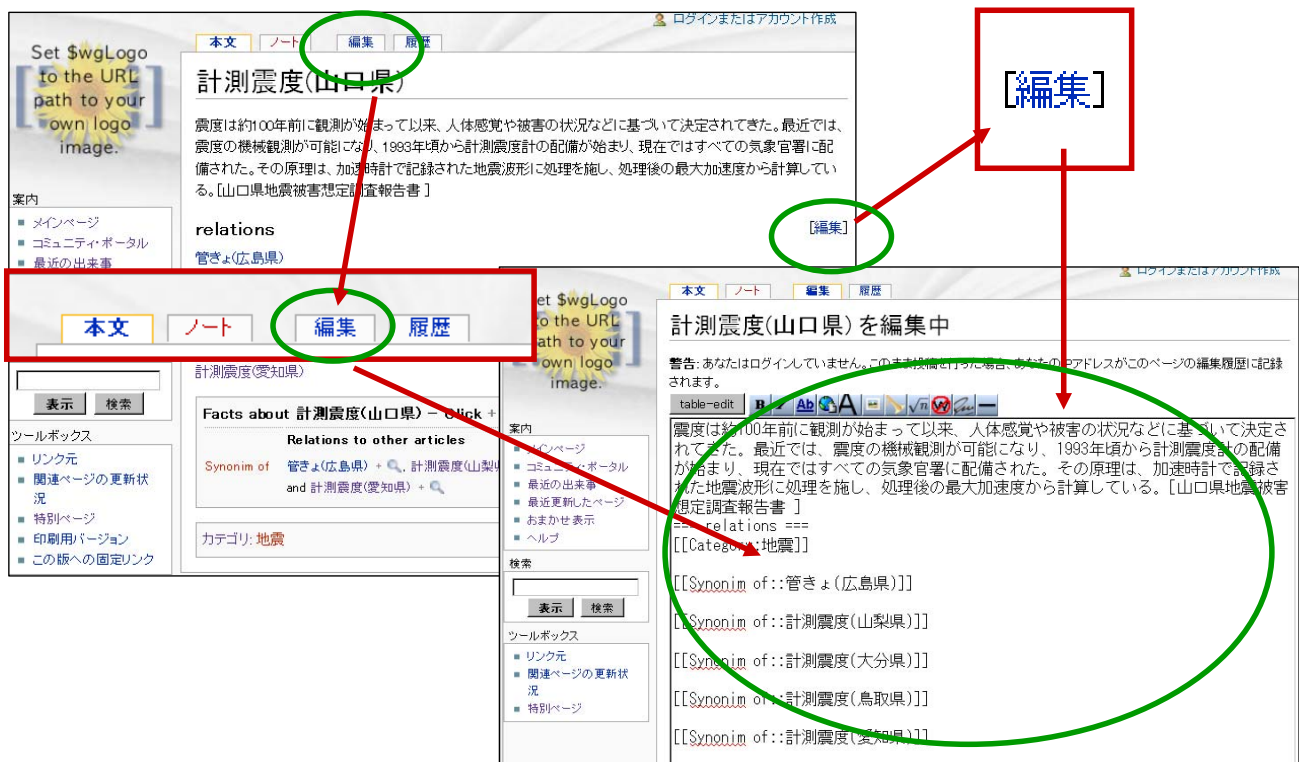 ログインまたはアカウント作成
Set $wgLogo
to the URL
path to your
own logo
image.
本文 ノート 編集 履歴
計測震度(山口県)
震度は約100年前に観測が始まって以来、人体感覚や被害の状況などに基づいて決定されてきた。最近では、
震度の機械観測が可能になり、1993年頃から計測震度計の配備が始まり、現在ではすべての気象官署に配
備された。その原理は、加速時計で記録された地震波形に処理を施し、処理後の最大加速度から計算してい
る。[山口県地震被害想定調査報告書 ]
relations
[編集]
管きょ(広島県)
案内
メインページ
コミュニティ・ポータル
最近の出来事
[編集]
本文 ノート 編集 履歴
表示 検索
ツールボックス
リンク元
関連ページの更新状
況
特別ページ
印刷用バージョン
この版への固定リンク
計測震度(愛知県)
Facts about 計測震度(山口県) − Click +
Relations to other articles
Synonim of 管きょ(広島県) + , 計測震度(山梨
and 計測震度(愛知県) +
カテゴリ: 地震
ログインまたはアカウント作成
et $wgLogo
o the URL
ath to your
own logo
image.
本文 ノート 編集 履歴
計測震度(山口県) を編集中
警告: あなたはログインしていません。このまま投稿を行った場合、あなたのIPアドレスがこのページの編集履歴に記録
されます。
table-edit
震度は約100年前に観測が始まって以来、人体感覚や被害の状況などに基づいて決定さ
れてきた。最近では、震度の機械観測が可能になり、1993年頃から計測震度計の配備
が始まり、現在ではすべての気象官署に配備された。その原理は、加速時計で記録さ
れた地震波形に処理を施し、処理後の最大加速度から計算している。[山口県地震被害
想定調査報告書 ]
=== relations ===
[[Category:地震]]
[[Synonim of::管きょ(広島県)]]
[[Synonim of::計測震度(山梨県)]]
[[Synonim of::計測震度(大分県)]]
[[Synonim of::計測震度(鳥取県)]]
[[Synonim of::計測震度(愛知県)]]
案内
メインページ
コミュニティ・ポータル
最近の出来事
最近更新したページ
おまかせ表示
ヘルプ
検索
表示 検索
ツールボックス
リンク元
関連ページの更新状
況
特別ページ